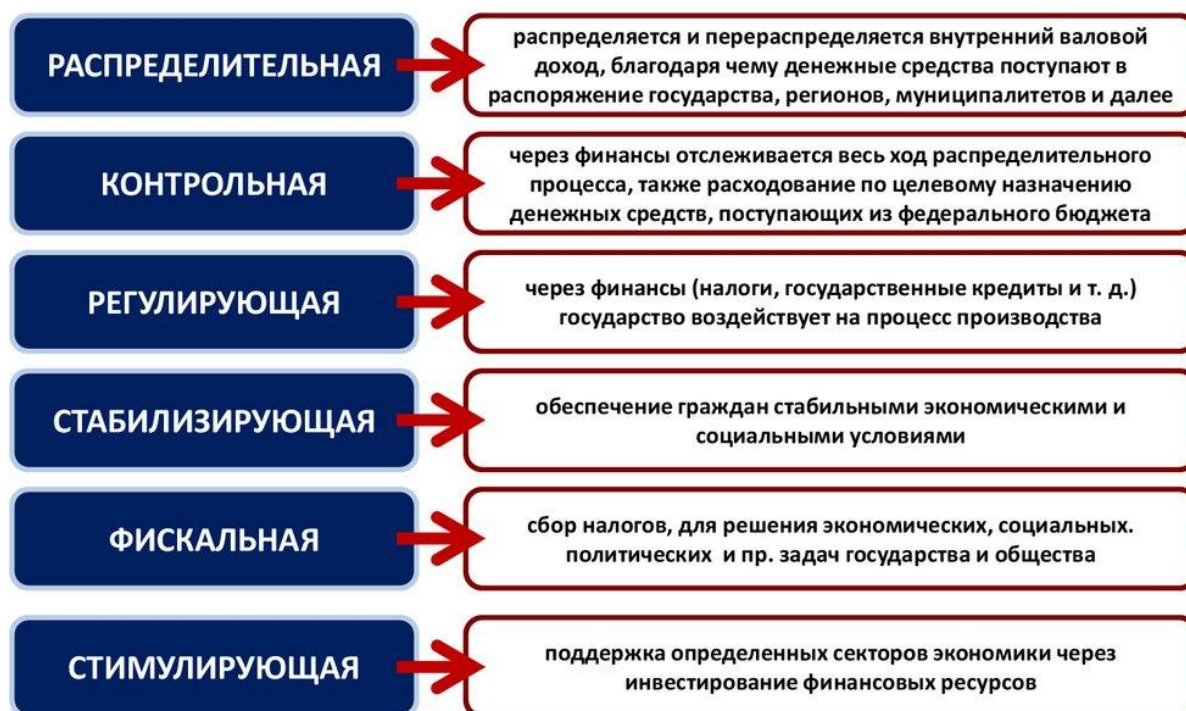 РАСПРЕДЕЛИТЕЛЬНАЯ
распределяется и перераспределяется внутренний валовой
доход, благодаря чему денежные средства поступают в
распоряжение государства, регионов, муниципалитетов и далее
КОНТРОЛЬНАЯ
через финансы отслеживается весь ход распределительного
процесса, также расходование по целевому назначению
денежных средств, поступающих из федерального бюджета
РЕГУЛИРУЮЩАЯ
через финансы (налоги, государственные кредиты и т. д.)
государство воздействует на процесс производства
СТАБИЛИЗИРУЮЩАЯ
обеспечение граждан стабильными экономическими и
социальными условиями
ФИСКАЛЬНАЯ
сбор налогов, для решения экономических, социальных.
политических и пр. задач государства и общества
СТИМУЛИРУЮЩАЯ
поддержка определенных секторов экономики через
инвестирование финансовых ресурсов